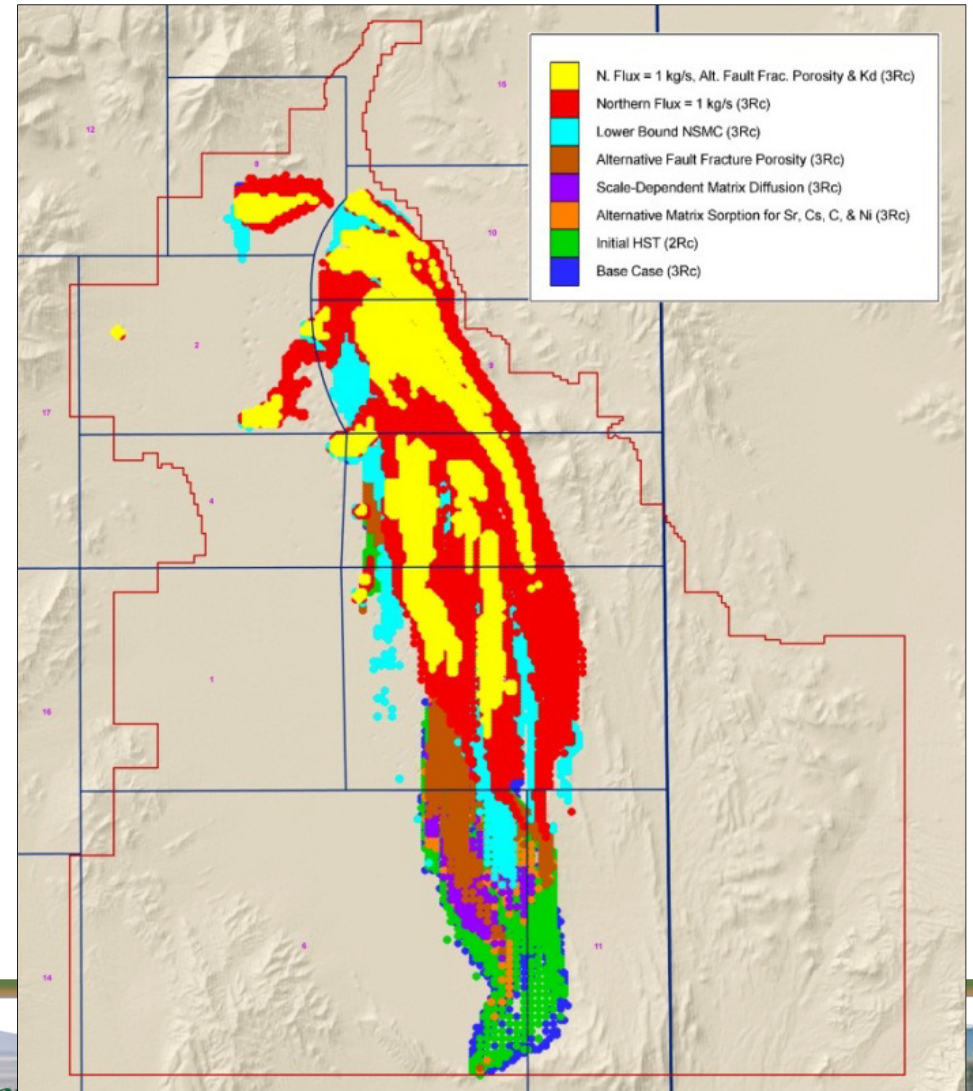 15
12
8
N. Flux = 1 kg/s, Alt. Fault Frac. Porosity & Kd (3Rc)
Northern Flux = 1 kg/s (3Rc)
Lower Bound NSMC (3Rc)
Alternative Fault Fracture Porosity (3Rc)
Scale-Dependent Matrix Diffusion (3Rc)
Alternative Matrix Sorption for Sr, Cs, C, & Ni (3Rc)
Initial HST (2Rc)
Base Case (3Rc)
10
2
9
17
4
1
16
6
11
14